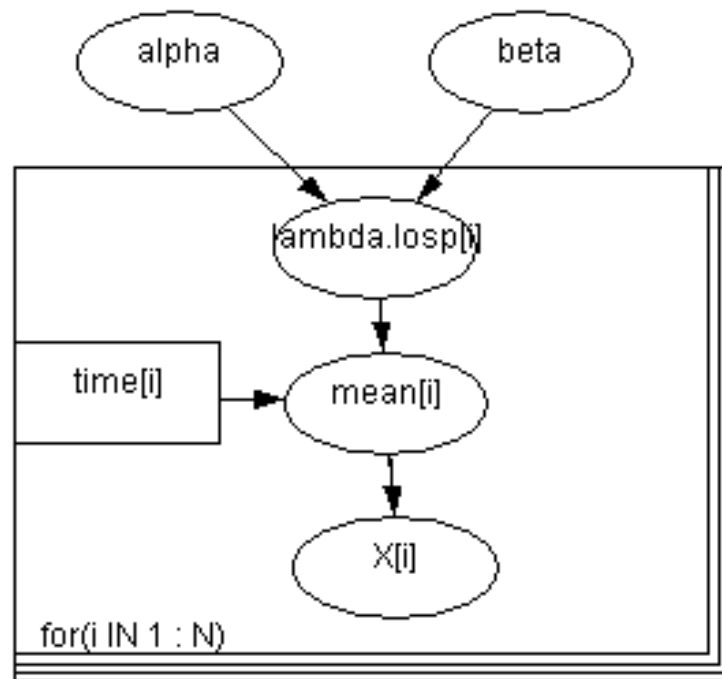 alpha
beta
lambda.losp[i]
time[i]
mean[i]
X[i]
for(i IN 1 : N)